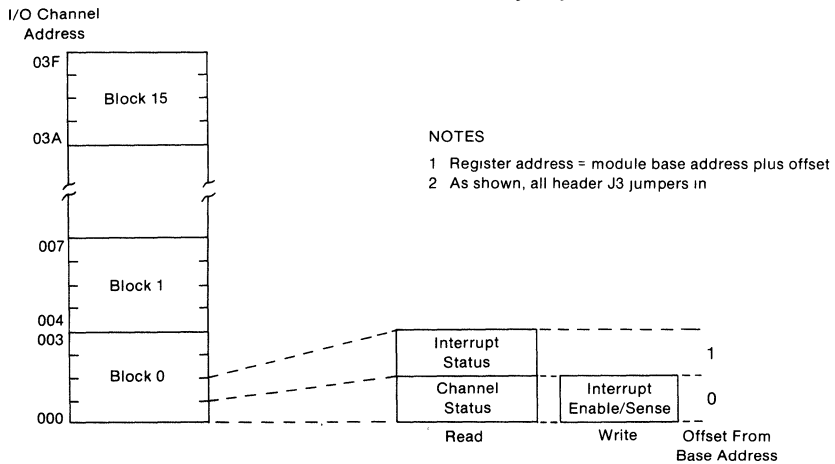 I/O Channel
Address
03F
Block 15
03A
NOTES
1 Register address = module base address plus offset
2 As shown, all header J3 jumpers in
007
Block 1
004
003
Block 0
000
Interrupt
Status
1
Channel
Status
Interrupt
Enable/Sense
0
Read
Write
Offset From
Base Address